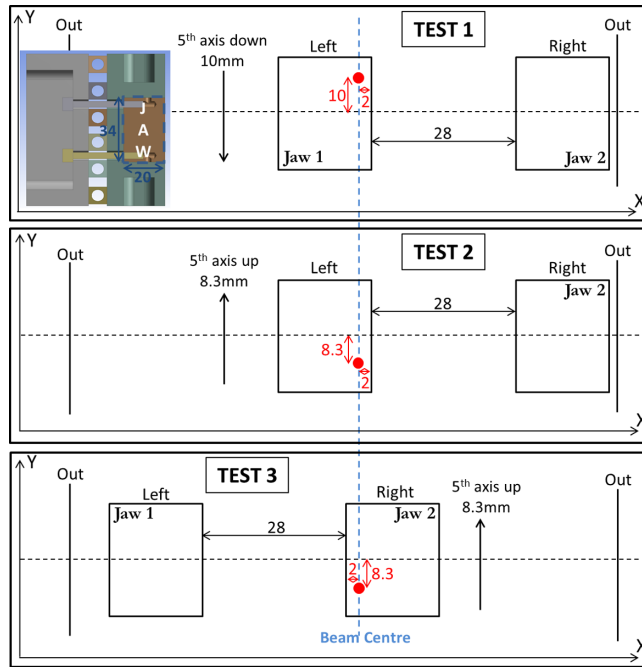 Y
Out
5th axis down
10mm
Left
TEST 1
Right
Out
J
A
W
34
20
10
2
28
Jaw 1
Jaw 2
X
Y
Out
5th axis up
8.3mm
Left
TEST 2
Right
Out
Jaw 2
28
8.3
2
X
Y
Out
TEST 3
Left
Right
5th axis up
8.3mm
Out
Jaw 1
Jaw 2
28
2
8.3
Beam Centre
X